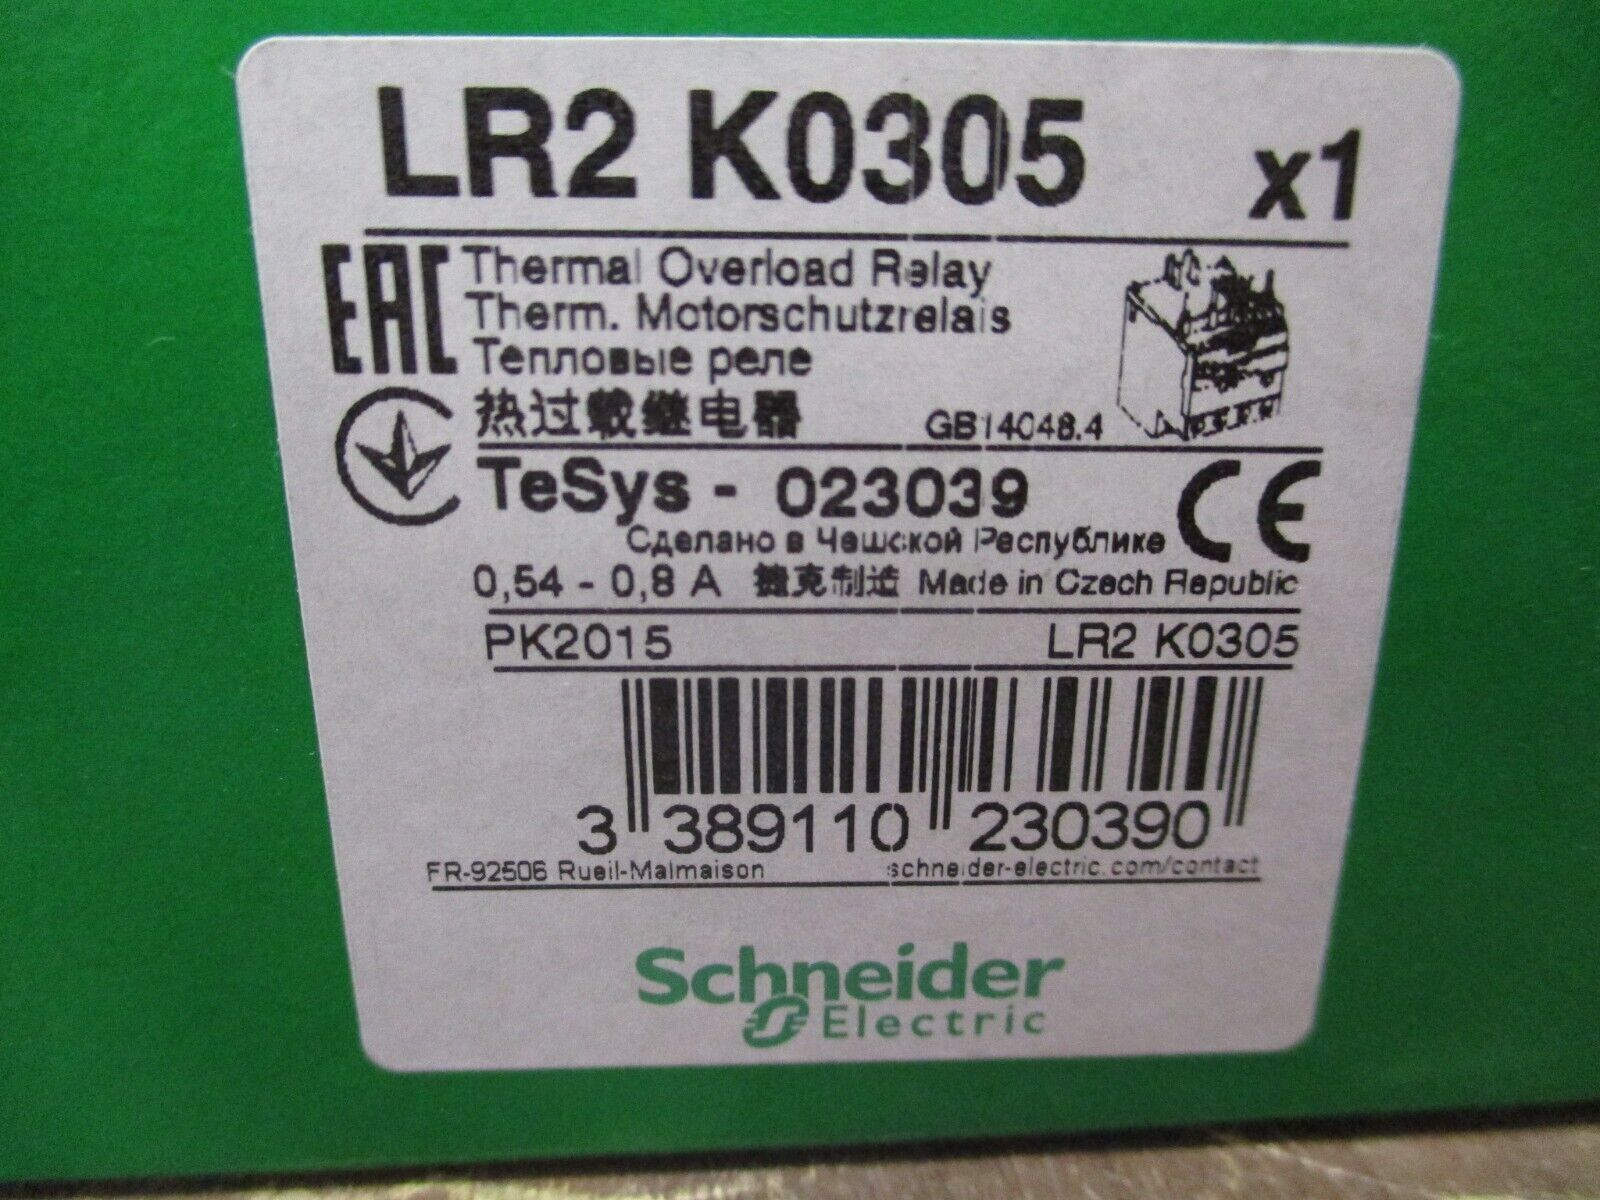 LR2 K0305 x1
EAC Thermal Overload Relay
Therm. Motorschutzrelais
Тепловые реле
热过载继电器 GB14048.4
TeSys - 023039 CE
Сделано в Чешской Республике
0,54 - 0,8 A 捷克制造 Made in Czech Republic
PK2015 LR2 K0305
3 389110 230390
FR-92506 Rueil-Malmaison schneider-electric.com/contact
Schneider
Electric